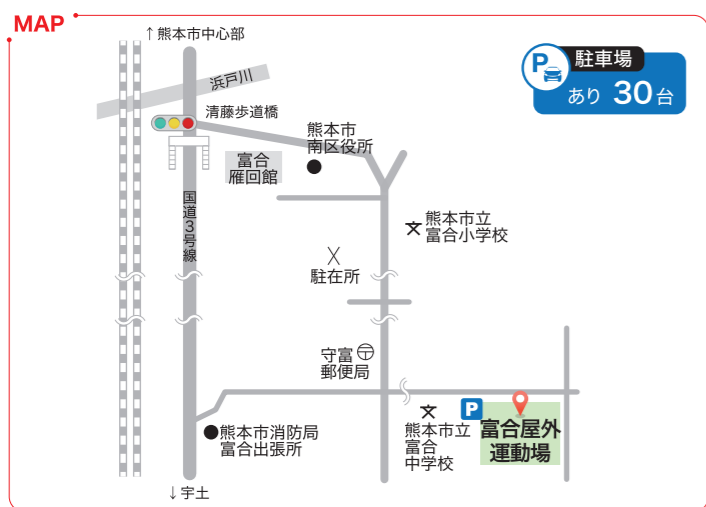 MAP
↑熊本市中心部
浜戸川
清藤歩道橋
P
駐車場
あり 30台
熊本市
南区役所
富合
雁回館
国道3号線
熊本市立
富合小学校
駐在所
守富
郵便局
P
熊本市立
富合
中学校
富合屋外
運動場
熊本市消防局
富合出張所
↓宇土